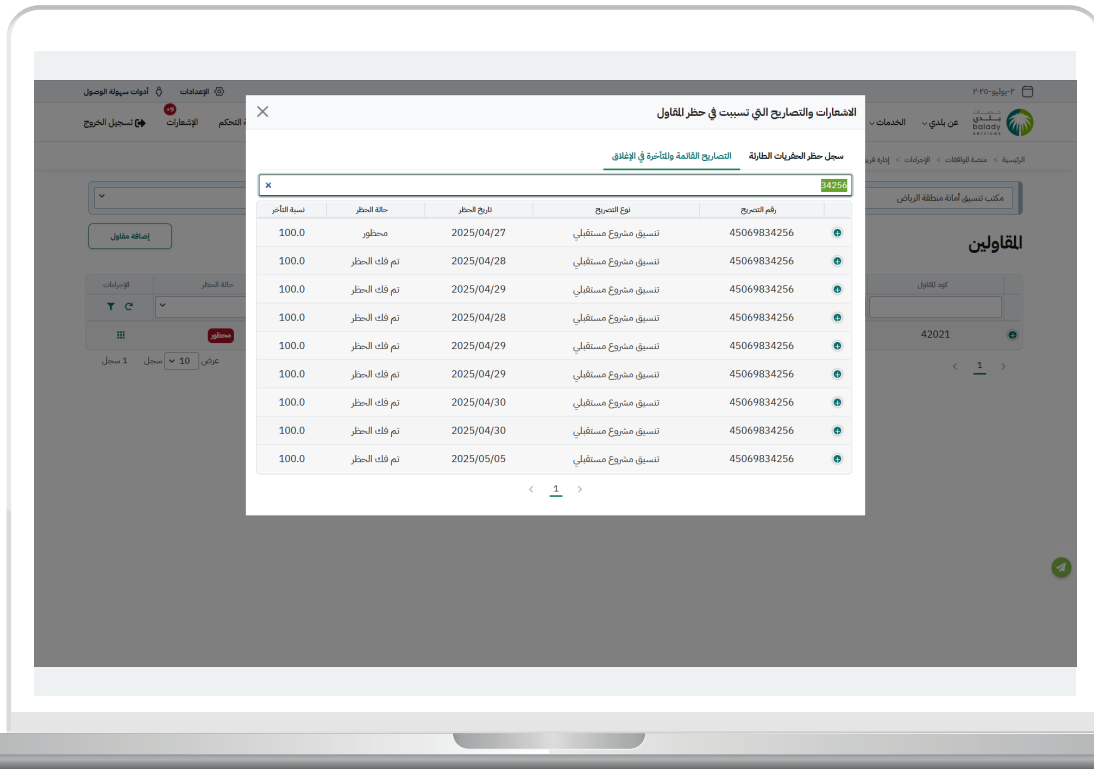 ٢-يوليو-٢٠٢٥
الإعدادات
أدوات سهولة الوصول
بلدي
balady
عن بلدي
الخدمات
الإشعارات
9+
تسجيل الخروج
الرئيسية > منصة الموافقات > الإجراءات >
مكتب تنسيق أمانة منطقة الرياض
المقاولين
إضافة مقاول
كود المقاول
حالة الحظر
الإجراءات
42021
محظور
1
عرض 10 سجل
1 سجل
الاشعارات والتصاريح التي تسببت في حظر المقاول
سجل حظر الحفريات الطارئة
التصاريح القائمة والمتأخرة في الإغلاق
34256
رقم التصريح نوع التصريح تاريخ الحظر حالة الحظر نسبة التأخر
45069834256 تنسيق مشروع مستقبلي 2025/04/27 محظور 100.0
45069834256 تنسيق مشروع مستقبلي 2025/04/28 تم فك الحظر 100.0
45069834256 تنسيق مشروع مستقبلي 2025/04/29 تم فك الحظر 100.0
45069834256 تنسيق مشروع مستقبلي 2025/04/28 تم فك الحظر 100.0
45069834256 تنسيق مشروع مستقبلي 2025/04/29 تم فك الحظر 100.0
45069834256 تنسيق مشروع مستقبلي 2025/04/29 تم فك الحظر 100.0
45069834256 تنسيق مشروع مستقبلي 2025/04/30 تم فك الحظر 100.0
45069834256 تنسيق مشروع مستقبلي 2025/04/30 تم فك الحظر 100.0
45069834256 تنسيق مشروع مستقبلي 2025/05/05 تم فك الحظر 100.0
1